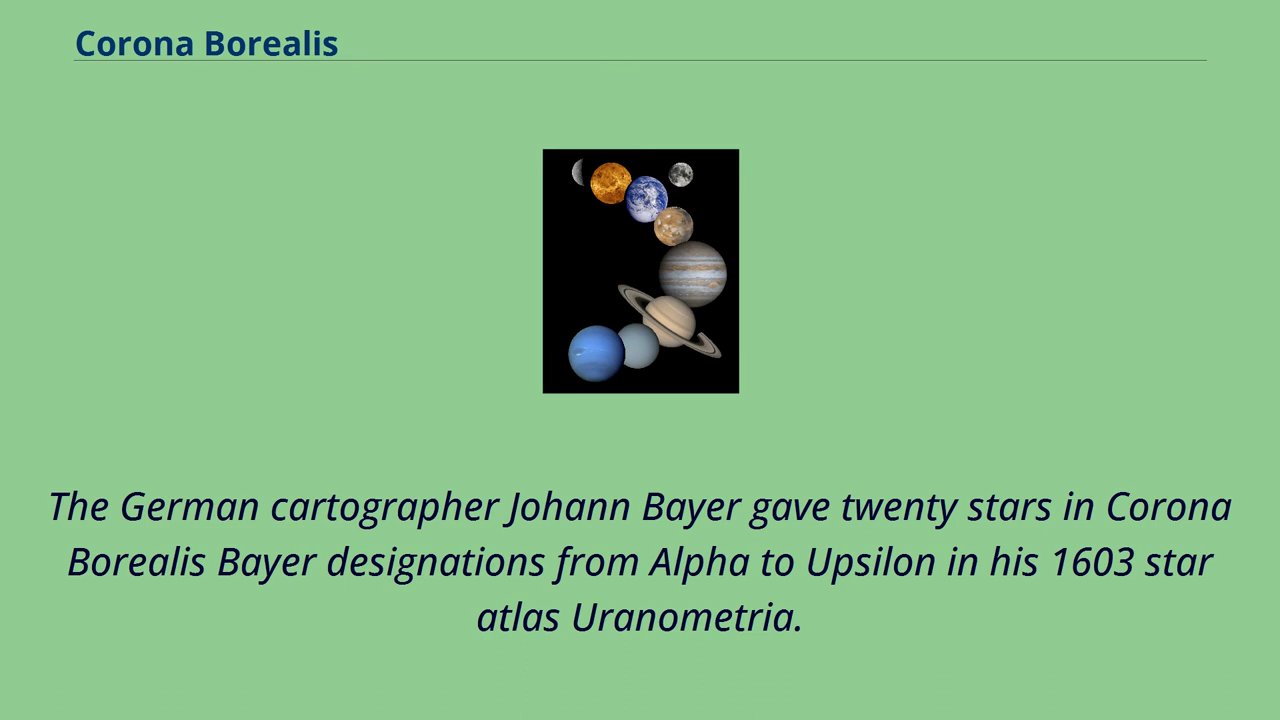 Corona Borealis
The German cartographer Johann Bayer gave twenty stars in Corona
Borealis Bayer designations from Alpha to Upsilon in his 1603 star
atlas Uranometria.